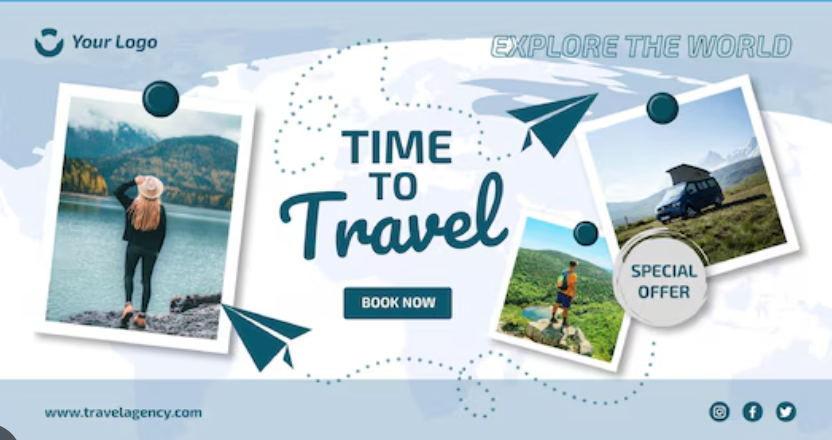 Your Logo
EXPLORE THE WORLD
TIME
TO
Travel
BOOK NOW
SPECIAL
OFFER
www.travelagency.com